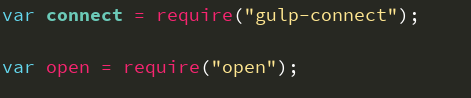 var connect = require("gulp-connect");
var open = require("open");